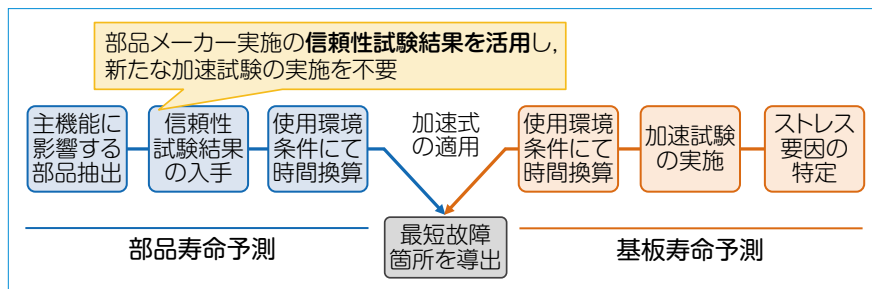 部品メーカー実施の信頼性試験結果を活用し，
新たな加速試験の実施を不要
主機能に
影響する
部品抽出
信頼性
試験結果
の入手
使用環境
条件にて
時間換算
加速式
の適用
使用環境
条件にて
時間換算
加速試験
の実施
ストレス
要因の
特定
最短故障
箇所を導出
部品寿命予測
基板寿命予測